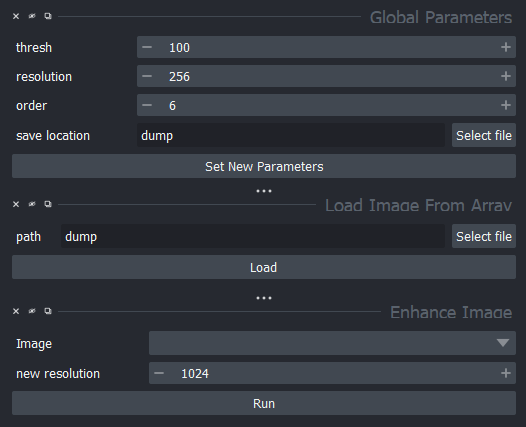 Global Parameters
thresh 100
resolution 256
order 6
save location dump Select file
Set New Parameters
Load Image From Array
path dump Select file
Load
Enhance Image
Image
new resolution 1024
Run